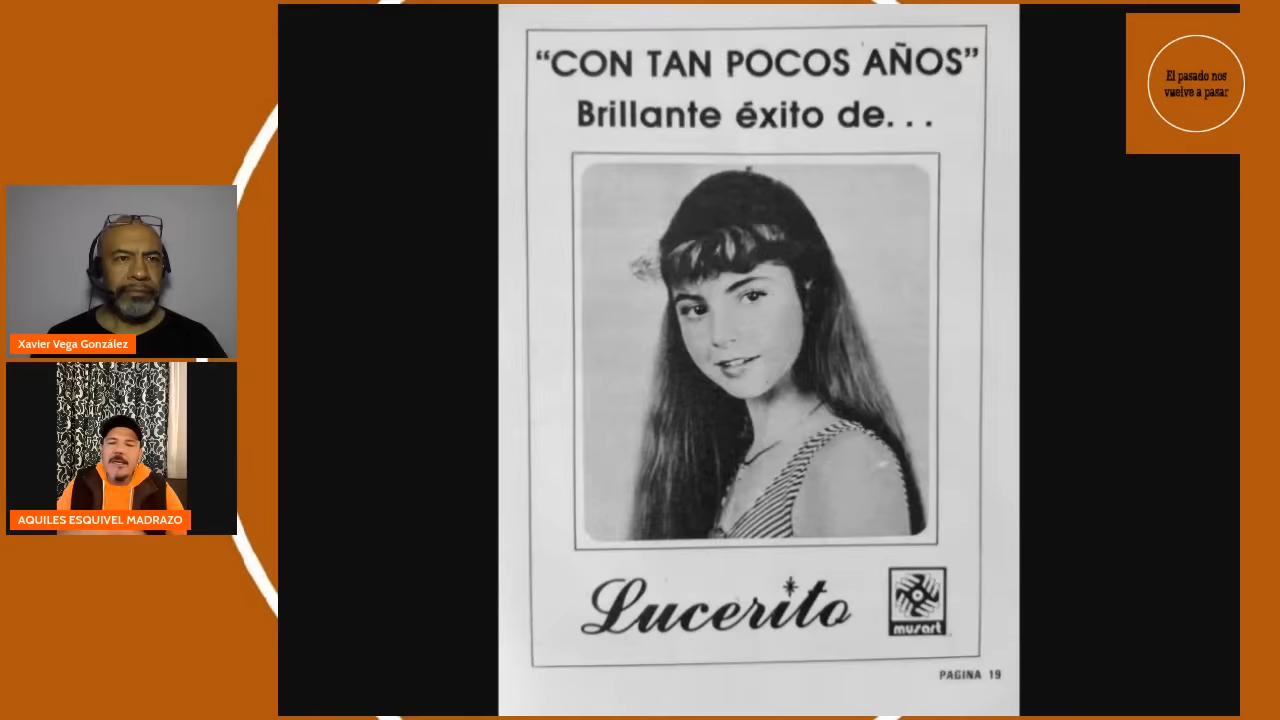 “CON TAN POCOS AÑOS”
Brillante éxito de. . .
Lucerito
musart
PAGINA 19
El pasado nos
vuelve a pasar
Xavier Vega González
AQUILES ESQUIVEL MADRAZO